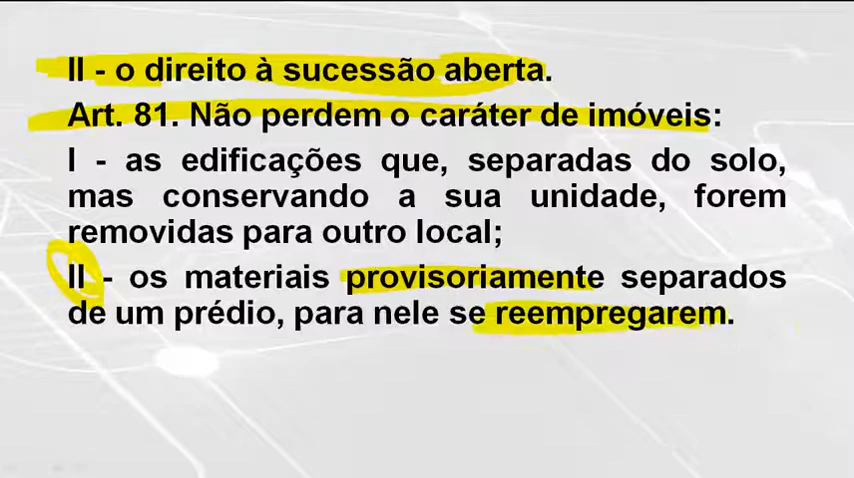 II - o direito à sucessão aberta.
Art. 81. Não perdem o caráter de imóveis:
I - as edificações que, separadas do solo,
mas conservando a sua unidade, forem
removidas para outro local;
II - os materiais provisoriamente separados
de um prédio, para nele se reempregarem.